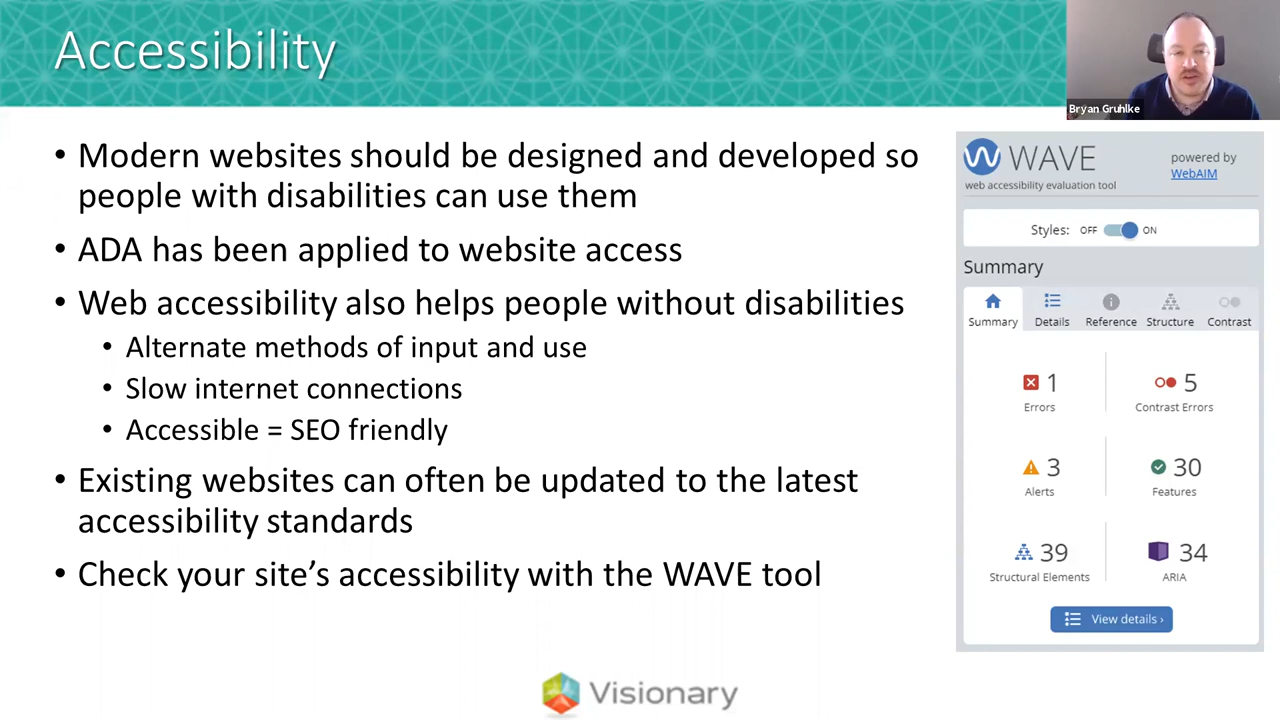 Accessibility
Bryan Gruhlke
• Modern websites should be designed and developed so
people with disabilities can use them
• ADA has been applied to website access
• Web accessibility also helps people without disabilities
• Alternate methods of input and use
• Slow internet connections
• Accessible = SEO friendly
• Existing websites can often be updated to the latest
accessibility standards
• Check your site's accessibility with the WAVE tool
WAVE
web accessibility evaluation tool
powered by
WebAIM
Styles: OFF ON
Summary
Summary Details Reference Structure Contrast
1 5
Errors Contrast Errors
3 30
Alerts Features
39 34
Structural Elements ARIA
View details ›
Visionary